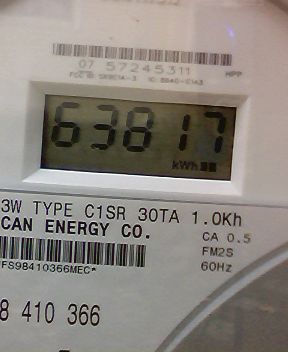 07 57245311 HPP
63817
kWh
3W TYPE C1SR 30TA 1.0Kh
CAN ENERGY CO.
CA 0.5
FM2S
60Hz
*FS98410366MEC*
8 410 366